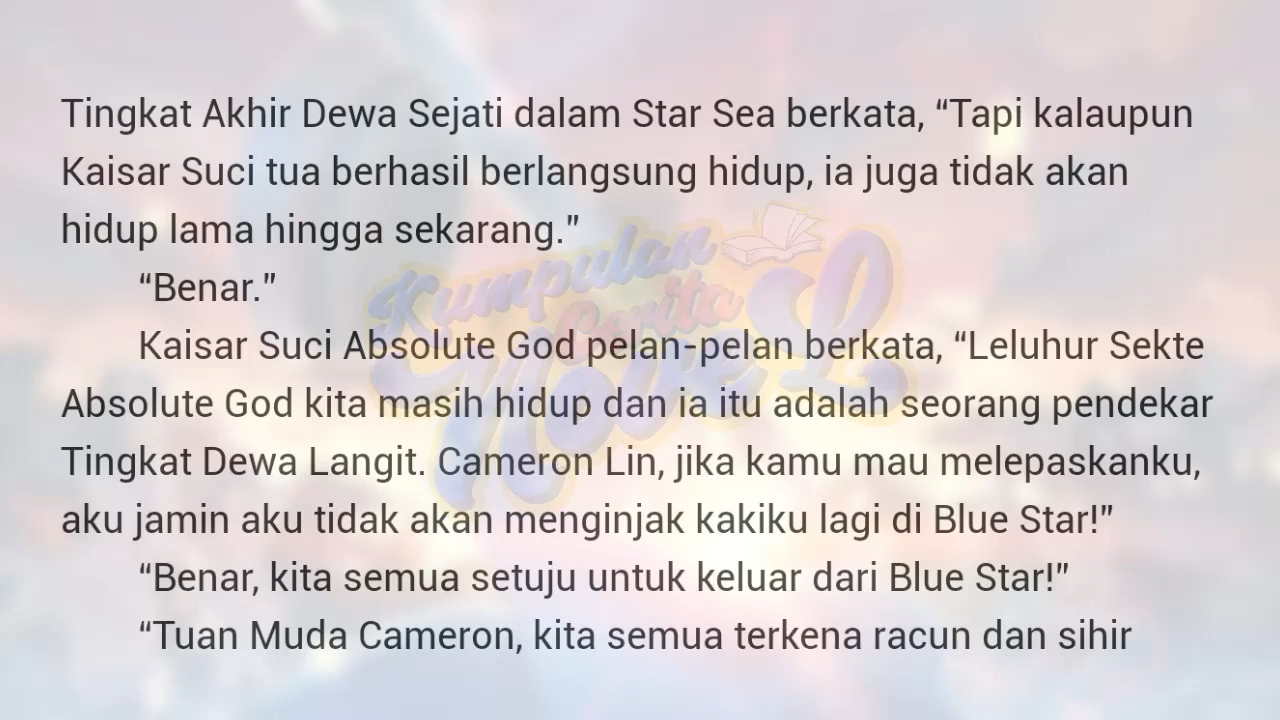 Tingkat Akhir Dewa Sejati dalam Star Sea berkata, “Tapi kalaupun
Kaisar Suci tua berhasil berlangsung hidup, ia juga tidak akan
hidup lama hingga sekarang.”
“Benar.”
Kaisar Suci Absolute God pelan-pelan berkata, “Leluhur Sekte
Absolute God kita masih hidup dan ia itu adalah seorang pendekar
Tingkat Dewa Langit. Cameron Lin, jika kamu mau melepaskanku,
aku jamin aku tidak akan menginjak kakiku lagi di Blue Star!”
“Benar, kita semua setuju untuk keluar dari Blue Star!”
“Tuan Muda Cameron, kita semua terkena racun dan sihir
Kumpulan
Cerita
Novel